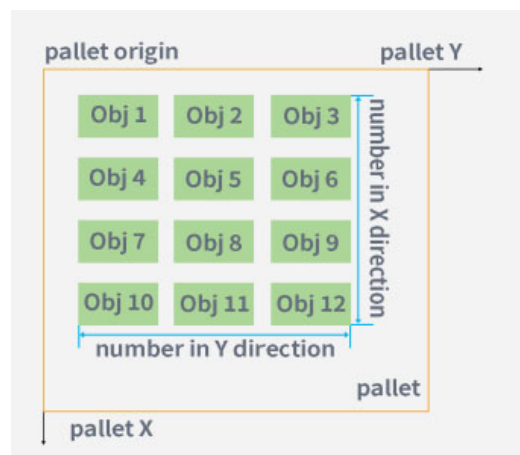 pallet origin
pallet Y
Obj 1
Obj 2
Obj 3
number in X direction
Obj 4
Obj 5
Obj 6
Obj 7
Obj 8
Obj 9
Obj 10
Obj 11
Obj 12
number in Y direction
pallet
pallet X